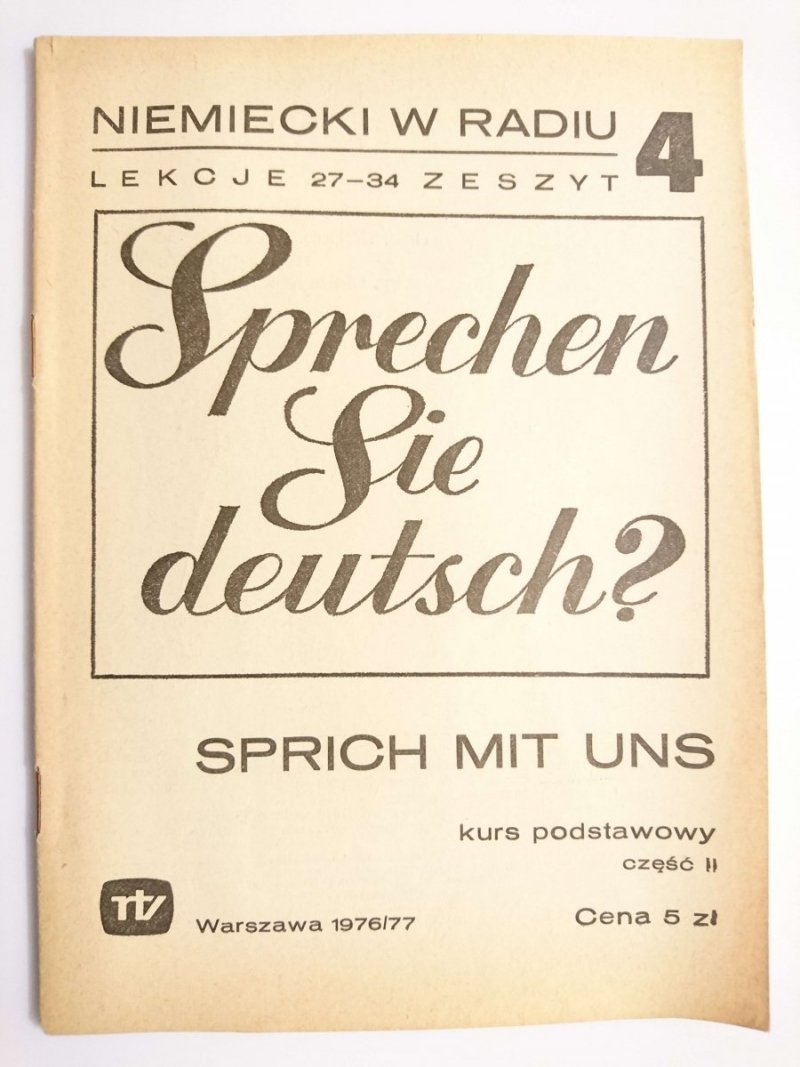 NIEMIECKI W RADIU 4
LEKCJE 27–34 ZESZYT
Sprechen
Sie
deutsch?
SPRICH MIT UNS
kurs podstawowy
część II
rtv
Warszawa 1976/77
Cena 5 zł